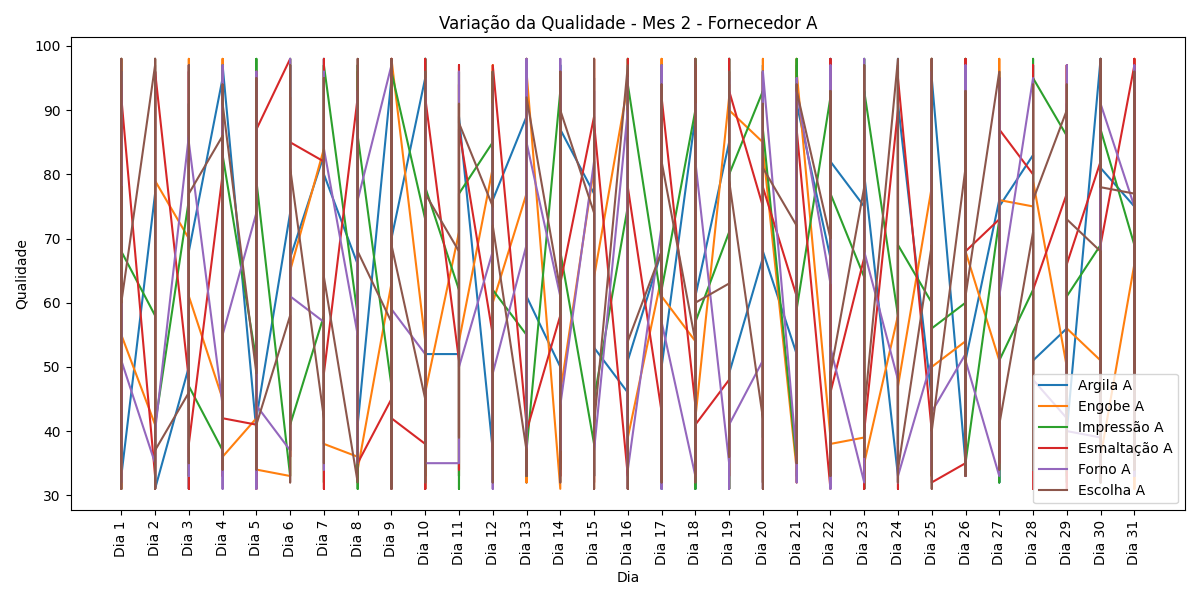 Variação da Qualidade - Mes 2 - Fornecedor A
Qualidade
100
90
80
70
60
50
40
30
Argila A
Engobe A
Impressão A
Esmaltação A
Forno A
Escolha A
Dia 1
Dia 2
Dia 3
Dia 4
Dia 5
Dia 6
Dia 7
Dia 8
Dia 9
Dia 10
Dia 11
Dia 12
Dia 13
Dia 14
Dia 15
Dia 16
Dia 17
Dia 18
Dia 19
Dia 20
Dia 21
Dia 22
Dia 23
Dia 24
Dia 25
Dia 26
Dia 27
Dia 28
Dia 29
Dia 30
Dia 31
Dia